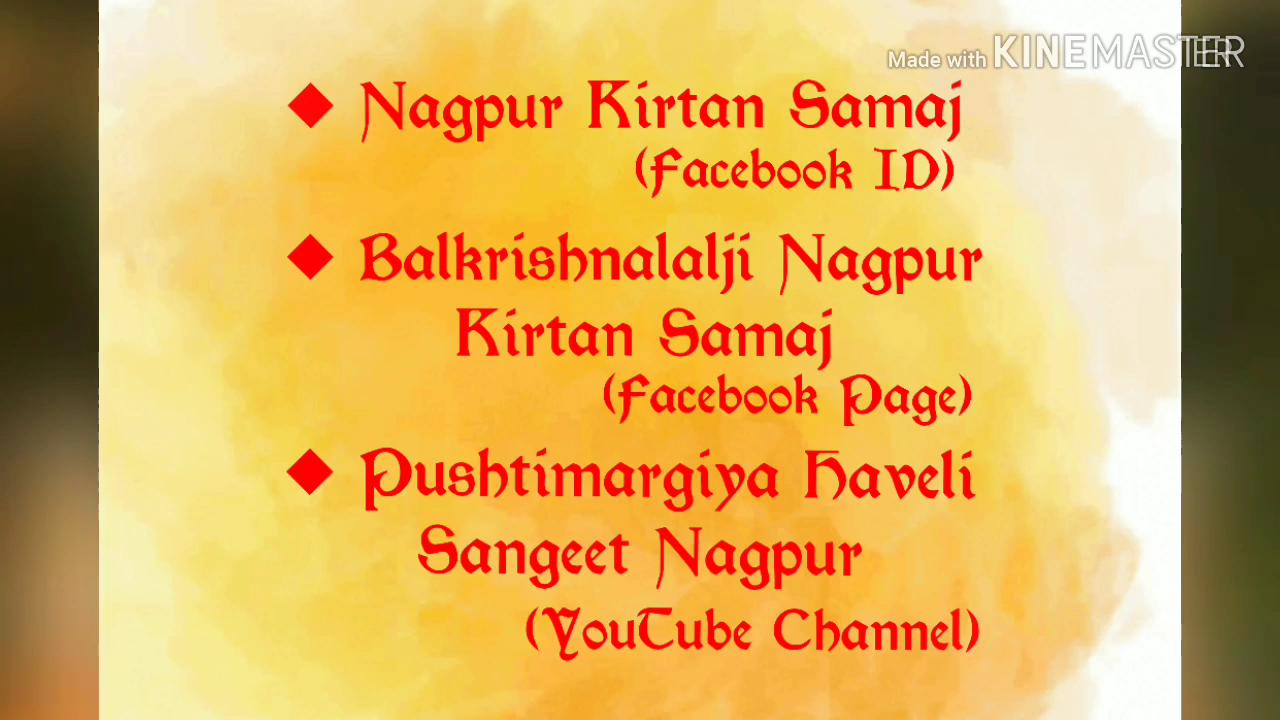 Made with KINEMASTER
◆ Nagpur Kirtan Samaj
(Facebook ID)
◆ Balkrishnalalji Nagpur
Kirtan Samaj
(Facebook Page)
◆ Pushtimargiya Haveli
Sangeet Nagpur
(YouTube Channel)